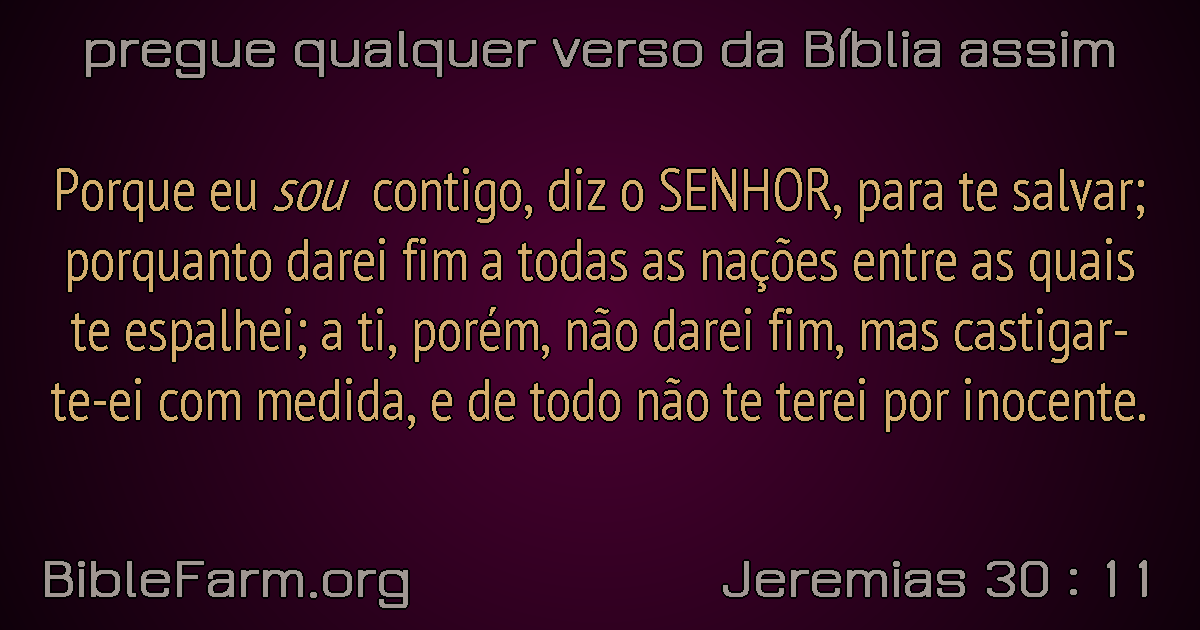 pregue qualquer verso da Bíblia assim
Porque eu sou contigo, diz o SENHOR, para te salvar;
porquanto darei fim a todas as nações entre as quais
te espalhei; a ti, porém, não darei fim, mas castigar-
te-ei com medida, e de todo não te terei por inocente.
BibleFarm.org
Jeremias 30 : 11